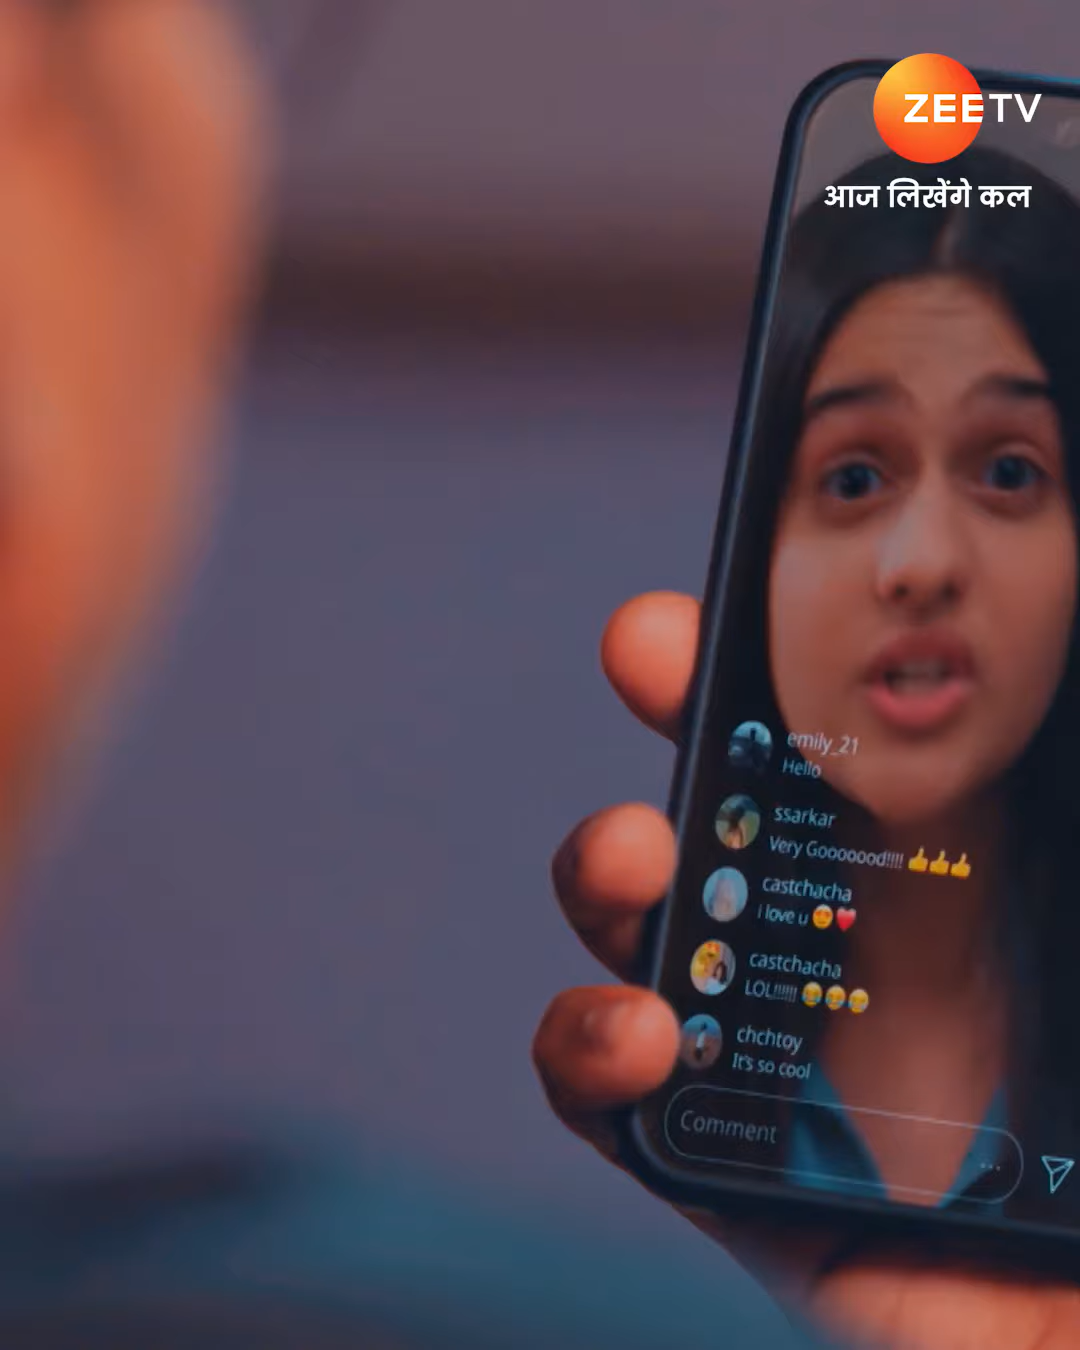 ZEETV
आज लिखेंगे कल
emily_21
Hello
ssarkar
Very Gooooood!!!! 👍👍👍
castchacha
i love u 😍❤️
castchacha
LOL!!!!!! 😂😂😂
chchtoy
It's so cool
Comment